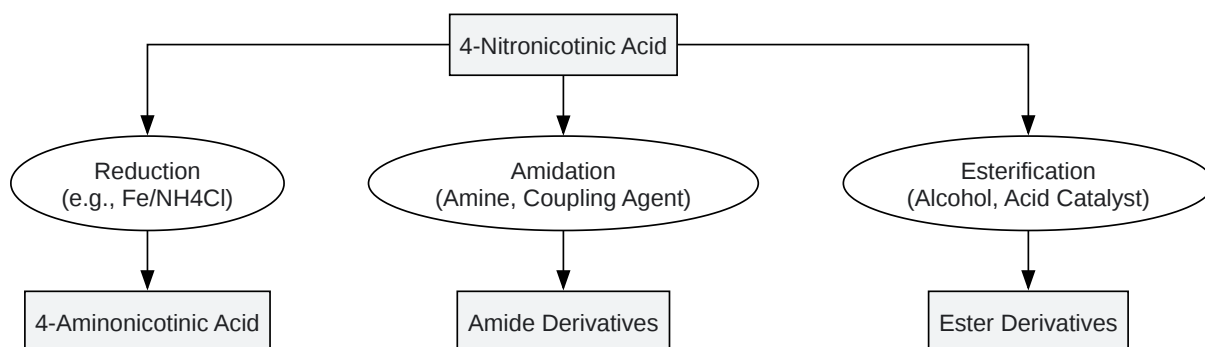 4-Nitronicotinic Acid
Reduction
(e.g., Fe/NH4Cl)
Amidation
(Amine, Coupling Agent)
Esterification
(Alcohol, Acid Catalyst)
4-Aminonicotinic Acid
Amide Derivatives
Ester Derivatives